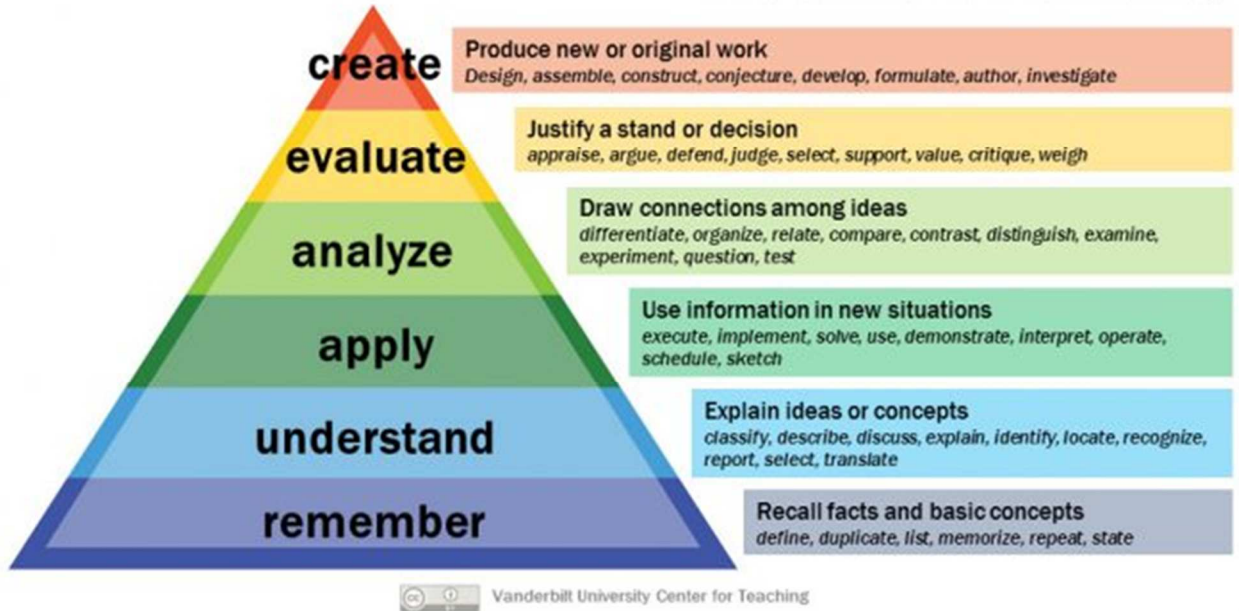 create
Produce new or original work
Design, assemble, construct, conjecture, develop, formulate, author, investigate
evaluate
Justify a stand or decision
appraise, argue, defend, judge, select, support, value, critique, weigh
analyze
Draw connections among ideas
differentiate, organize, relate, compare, contrast, distinguish, examine,
experiment, question, test
apply
Use information in new situations
execute, implement, solve, use, demonstrate, interpret, operate,
schedule, sketch
understand
Explain ideas or concepts
classify, describe, discuss, explain, identify, locate, recognize,
report, select, translate
remember
Recall facts and basic concepts
define, duplicate, list, memorize, repeat, state
cc
Vanderbilt University Center for Teaching